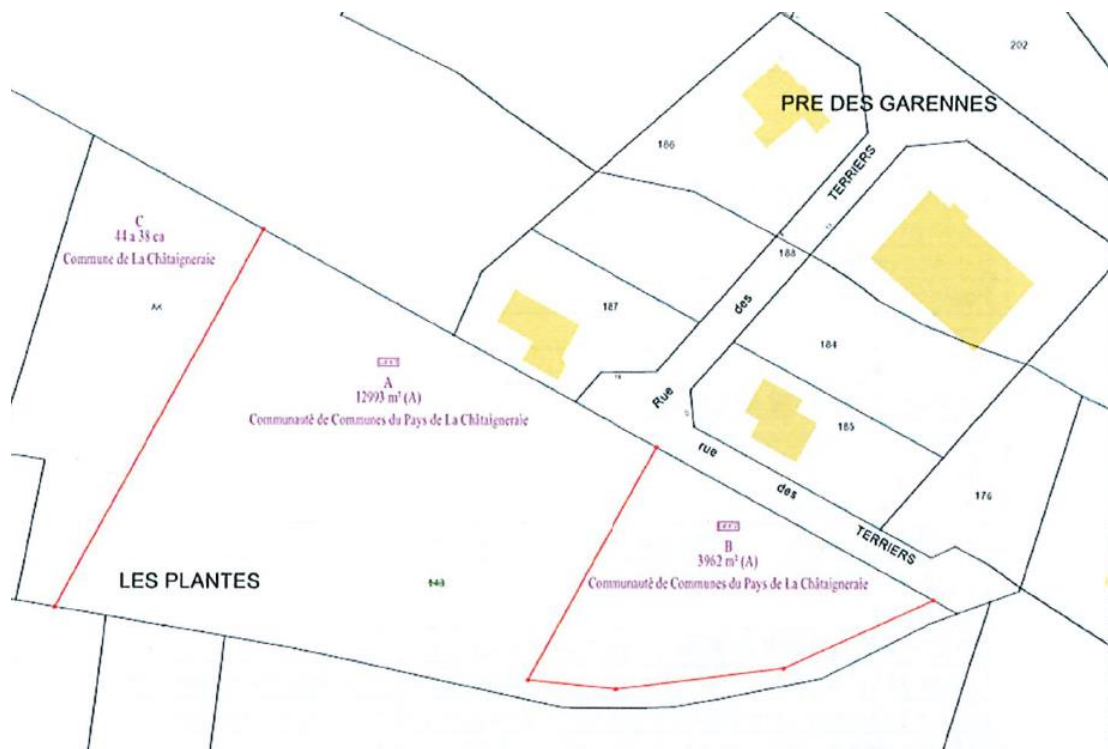 202
PRE DES GARENNES
186
TERRIERS
C
44 a 38 ca
Commune de La Châtaigneraie
188
187
des
184
A
12993 m² (A)
Communauté de Communes du Pays de La Châtaigneraie
Rue
185
rue
des
176
TERRIERS
B
3962 m² (A)
Communauté de Communes du Pays de La Châtaigneraie
LES PLANTES